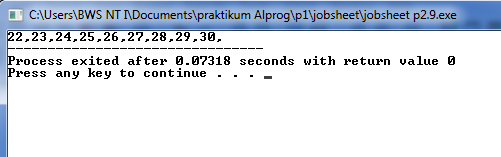 C:\Users\BWS NT I\Documents\praktikum Alprog\p1\jobsheet\jobsheet p2.9.exe
22,23,24,25,26,27,28,29,30,
--------------------------------
Process exited after 0.07318 seconds with return value 0
Press any key to continue . . . _